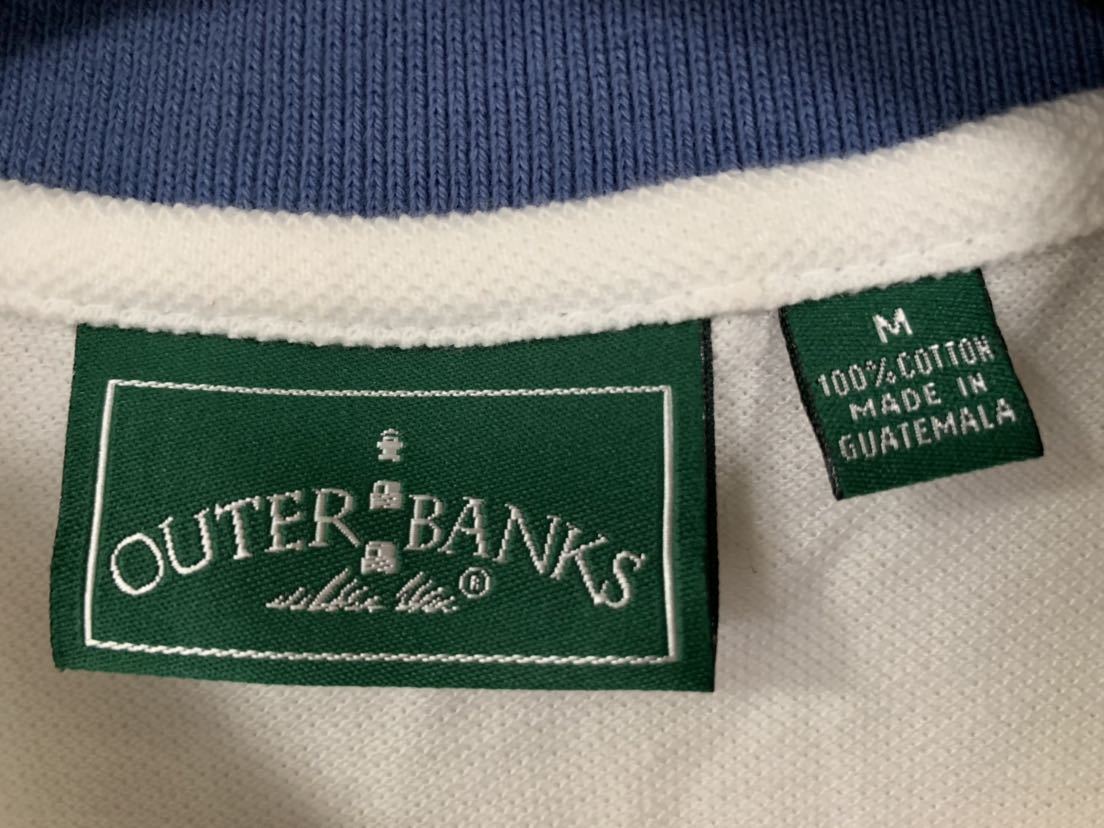 OUTER BANKS
®
M
100% COTTON
MADE IN
GUATEMALA